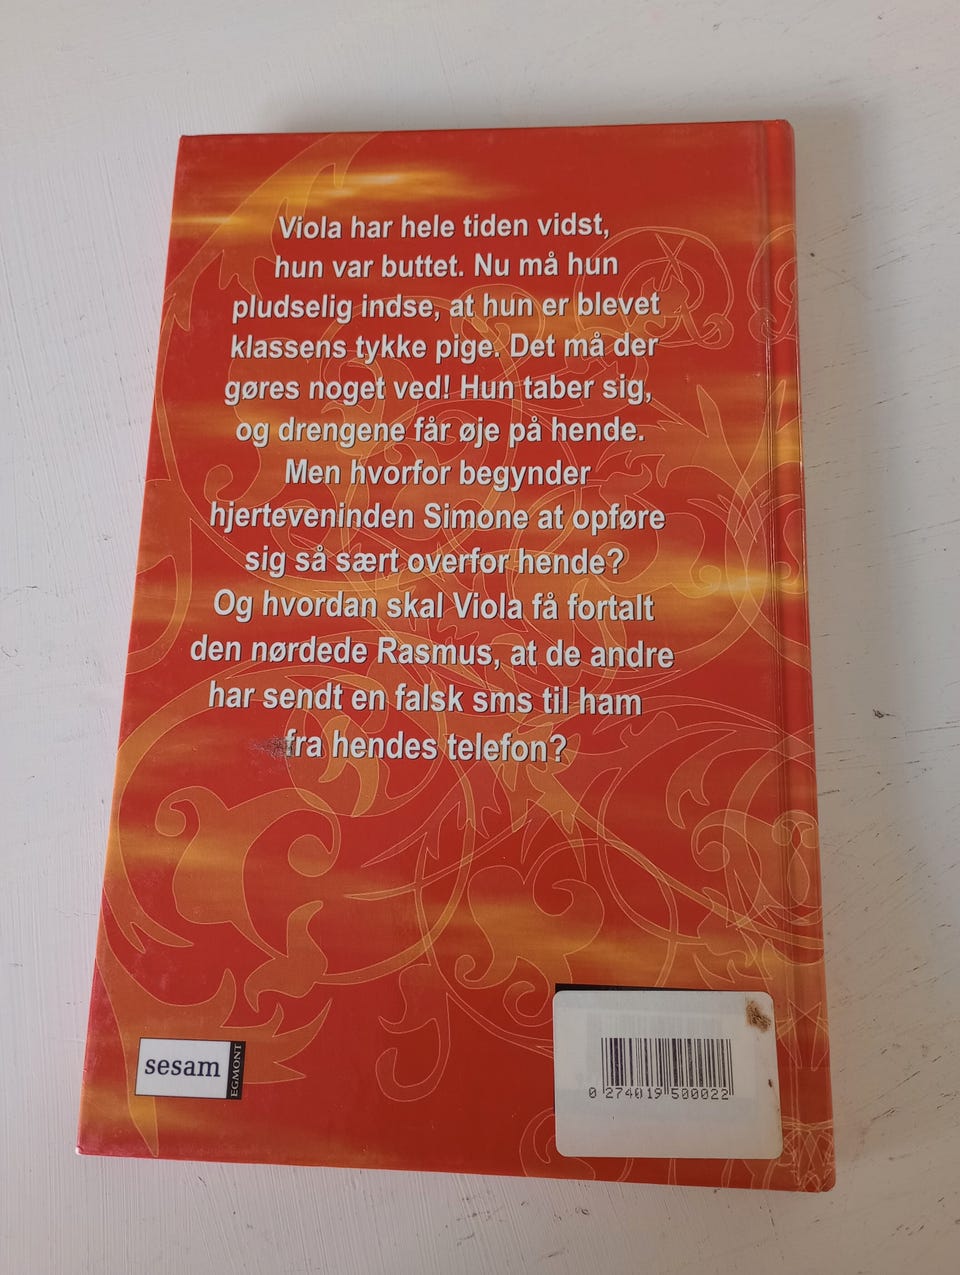 Viola har hele tiden vidst,
hun var buttet. Nu må hun
pludselig indse, at hun er blevet
klassens tykke pige. Det må der
gøres noget ved! Hun taber sig,
og drengene får øje på hende.
Men hvorfor begynder
hjerteveninden Simone at opføre
sig så sært overfor hende?
Og hvordan skal Viola få fortalt
den nørdede Rasmus, at de andre
har sendt en falsk sms til ham
fra hendes telefon?
sesam
EGMONT
0 274019 500022